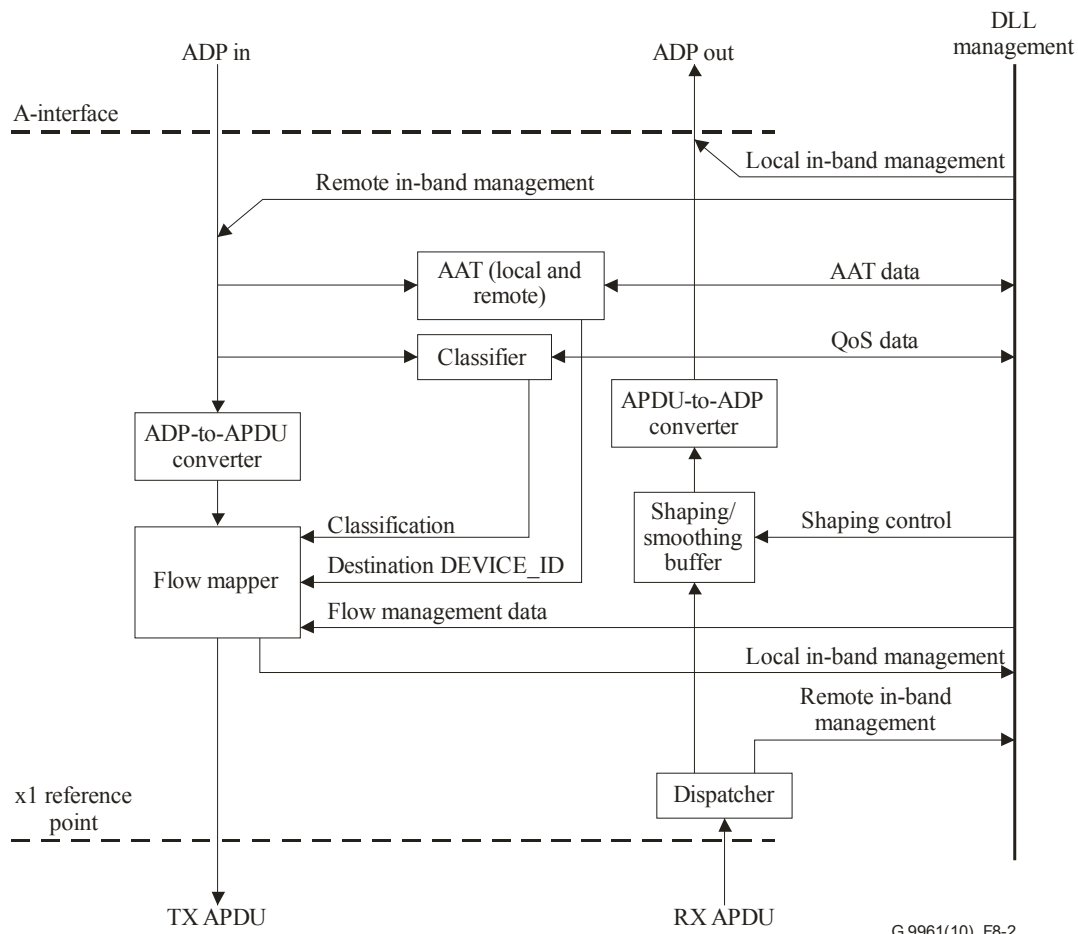 DLL
management
ADP in
ADP out
A-interface
Local in-band management
Remote in-band management
AAT (local and
remote)
AAT data
Classifier
QoS data
APDU-to-ADP
converter
ADP-to-APDU
converter
Shaping/
smoothing
buffer
Shaping control
Classification
Destination DEVICE_ID
Flow mapper
Flow management data
Local in-band management
Remote in-band
management
Dispatcher
x1 reference
point
TX APDU
RX APDU
G.9961(10)_F8-2